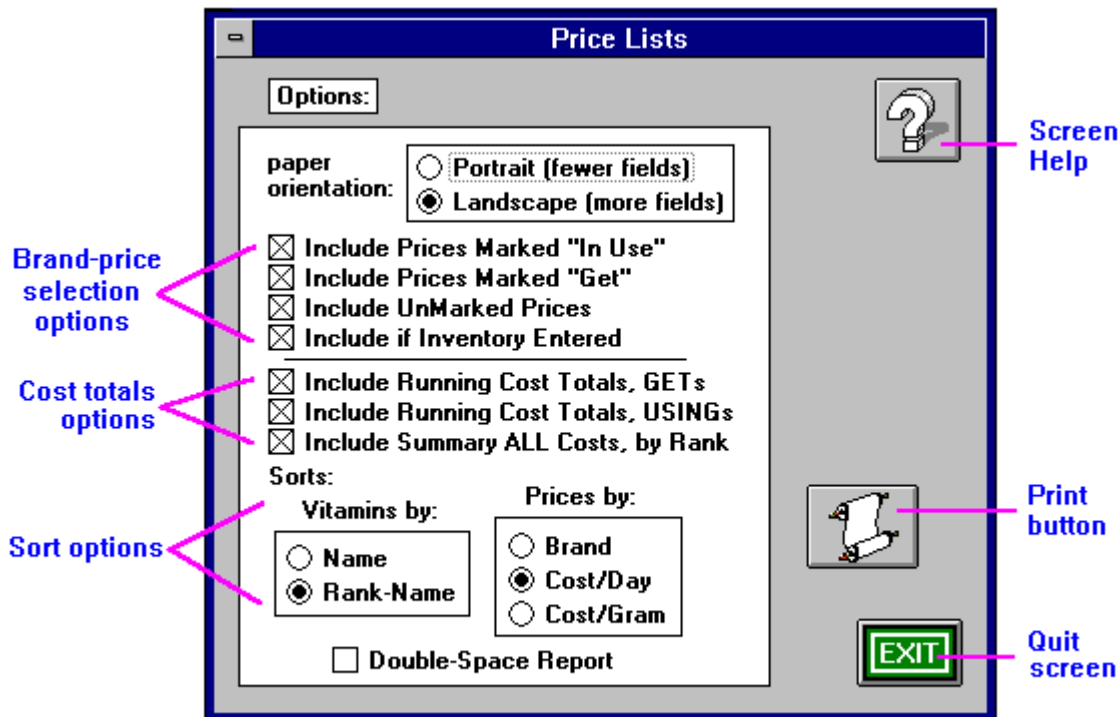 Price Lists
Options:
Screen
Help
paper
orientation:
Portrait (fewer fields)
Landscape (more fields)
Brand-price
selection
options
Include Prices Marked "In Use"
Include Prices Marked "Get"
Include UnMarked Prices
Include if Inventory Entered
Cost totals
options
Include Running Cost Totals, GETs
Include Running Cost Totals, USINGs
Include Summary ALL Costs, by Rank
Sorts:
Sort options
Vitamins by:
Name
Rank-Name
Prices by:
Brand
Cost/Day
Cost/Gram
Print
button
Double-Space Report
EXIT
Quit
screen